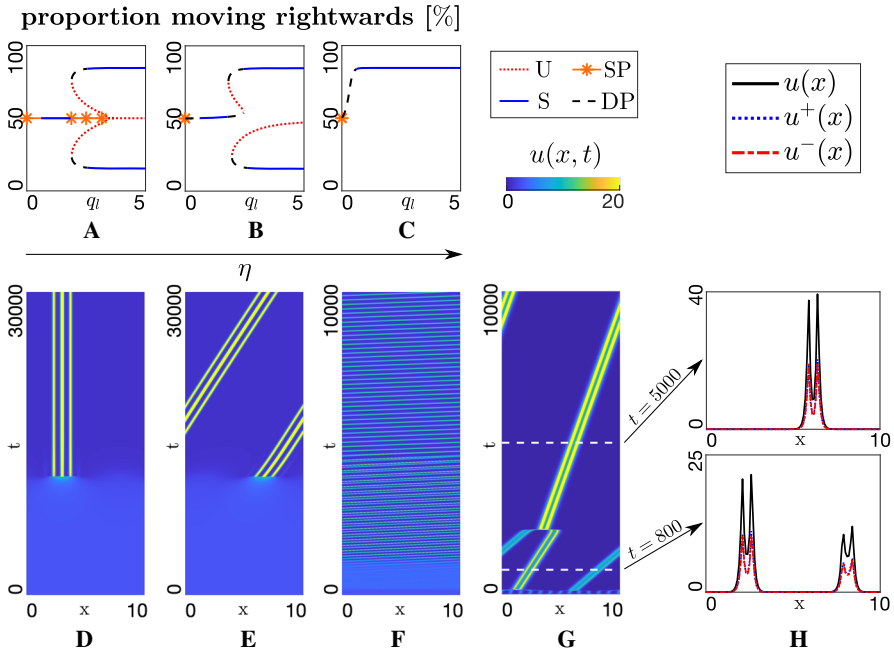 proportion moving rightwards [%]
100
50
0
0
q_l
5
A
100
50
0
0
q_l
5
B
100
50
0
0
q_l
5
C
U
SP
S
DP
u(x, t)
0
20
u(x)
u⁺(x)
u⁻(x)
η
30000
t
0
0
x
10
D
30000
t
0
0
x
10
E
10000
t
0
0
x
10
F
10000
t
0
0
x
10
G
t = 5000
t = 800
40
0
0
x
10
25
0
0
x
10
H